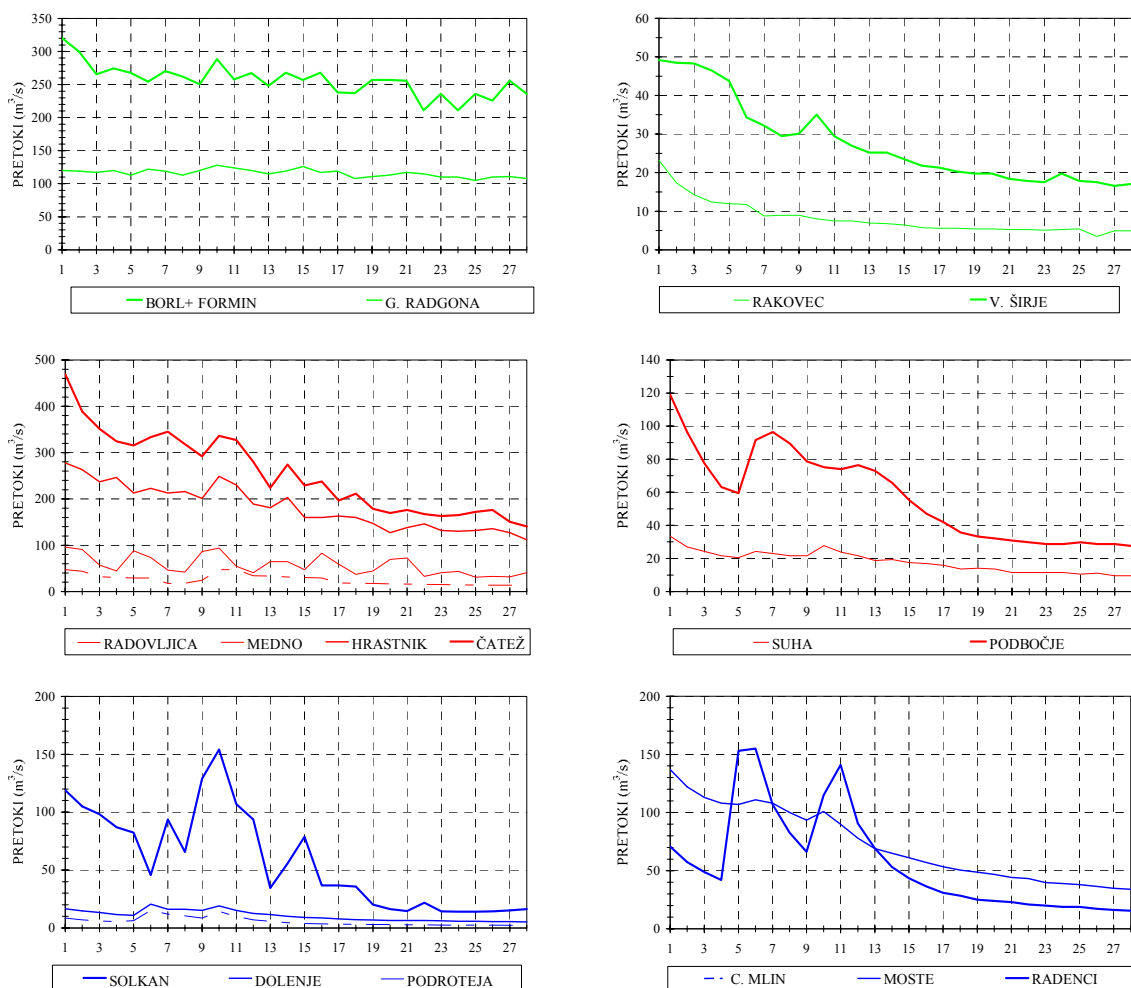 PRETOKI (m³/s)
350
300
250
200
150
100
50
0
1 3 5 7 9 11 13 15 17 19 21 23 25 27
BORL+ FORMIN G. RADGONA
PRETOKI (m³/s)
60
50
40
30
20
10
0
1 3 5 7 9 11 13 15 17 19 21 23 25 27
RAKOVEC V. ŠIRJE
PRETOKI (m³/s)
500
400
300
200
100
0
1 3 5 7 9 11 13 15 17 19 21 23 25 27
RADOVLJICA MEDNO HRASTNIK ČATEŽ
PRETOKI (m³/s)
140
120
100
80
60
40
20
0
1 3 5 7 9 11 13 15 17 19 21 23 25 27
SUHA PODBOČJE
PRETOKI (m³/s)
200
150
100
50
0
1 3 5 7 9 11 13 15 17 19 21 23 25 27
SOLKAN DOLENJE PODROTEJA
PRETOKI (m³/s)
200
150
100
50
0
1 3 5 7 9 11 13 15 17 19 21 23 25 27
C. MLIN MOSTE RADENCI